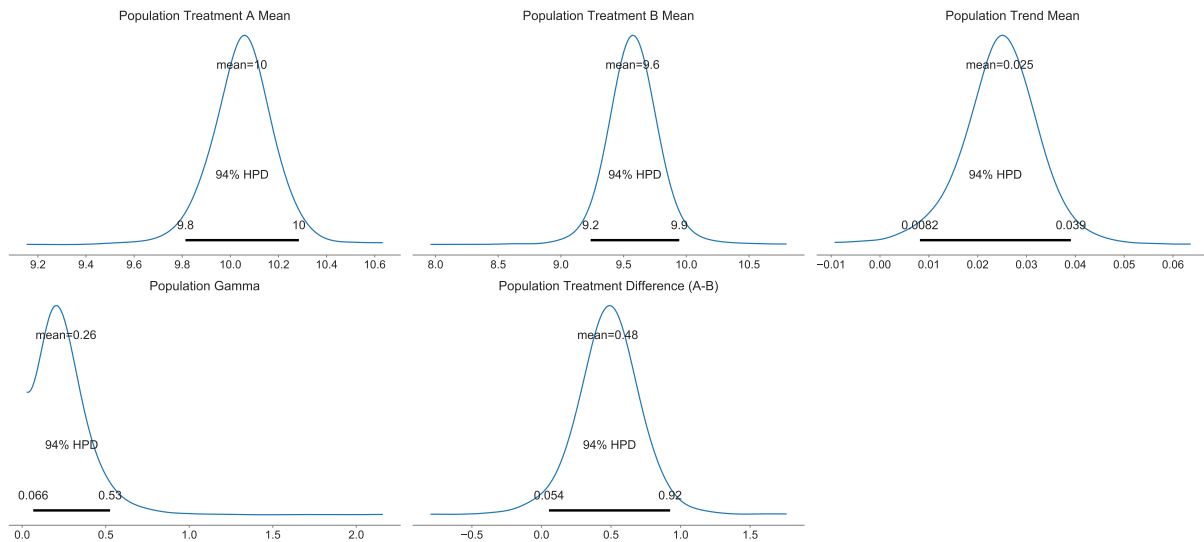 Population Treatment A Mean
mean=10
94% HPD
9.8 10
9.2 9.4 9.6 9.8 10.0 10.2 10.4 10.6
Population Treatment B Mean
mean=9.6
94% HPD
9.2 9.9
8.0 8.5 9.0 9.5 10.0 10.5
Population Trend Mean
mean=0.025
94% HPD
0.0082 0.039
−0.01 0.00 0.01 0.02 0.03 0.04 0.05 0.06
Population Gamma
mean=0.26
94% HPD
0.066 0.53
0.0 0.5 1.0 1.5 2.0
Population Treatment Difference (A-B)
mean=0.48
94% HPD
0.054 0.92
−0.5 0.0 0.5 1.0 1.5